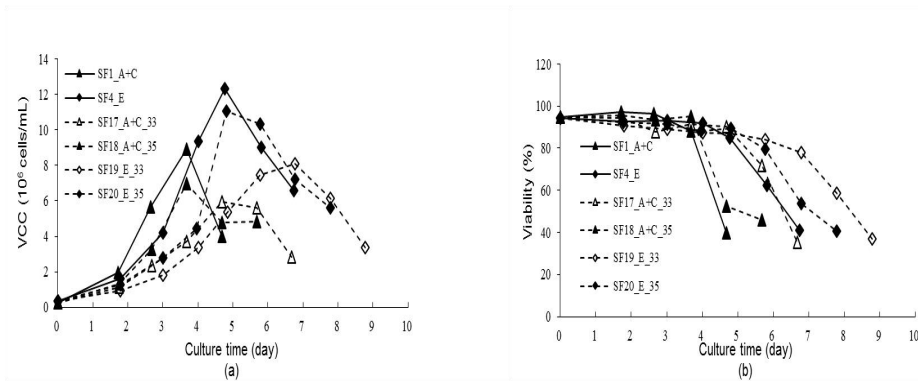 14
12
10
8
6
4
2
0
VCC (10⁶ cells/mL)
SF1_A+C
SF4_E
SF17_A+C_33
SF18_A+C_35
SF19_E_33
SF20_E_35
0 1 2 3 4 5 6 7 8 9 10
Culture time (day)
(a)
120
100
80
60
40
20
0
Viability (%)
SF1_A+C
SF4_E
SF17_A+C_33
SF18_A+C_35
SF19_E_33
SF20_E_35
0 1 2 3 4 5 6 7 8 9 10
Culture time (day)
(b)